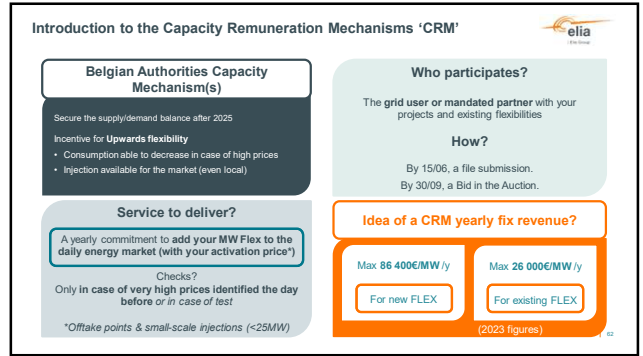 Introduction to the Capacity Remuneration Mechanisms ‘CRM’
elia
Elia Group
Belgian Authorities Capacity
Mechanism(s)
Secure the supply/demand balance after 2025
Incentive for Upwards flexibility
• Consumption able to decrease in case of high prices
• Injection available for the market (even local)
Who participates?
The grid user or mandated partner with your
projects and existing flexibilities
How?
By 15/06, a file submission.
By 30/09, a Bid in the Auction.
Service to deliver?
A yearly commitment to add your MW Flex to the
daily energy market (with your activation price*)
Checks?
Only in case of very high prices identified the day
before or in case of test
*Offtake points & small-scale injections (<25MW)
Idea of a CRM yearly fix revenue?
Max 86 400€/MW /y
For new FLEX
Max 26 000€/MW /y
For existing FLEX
(2023 figures)
62